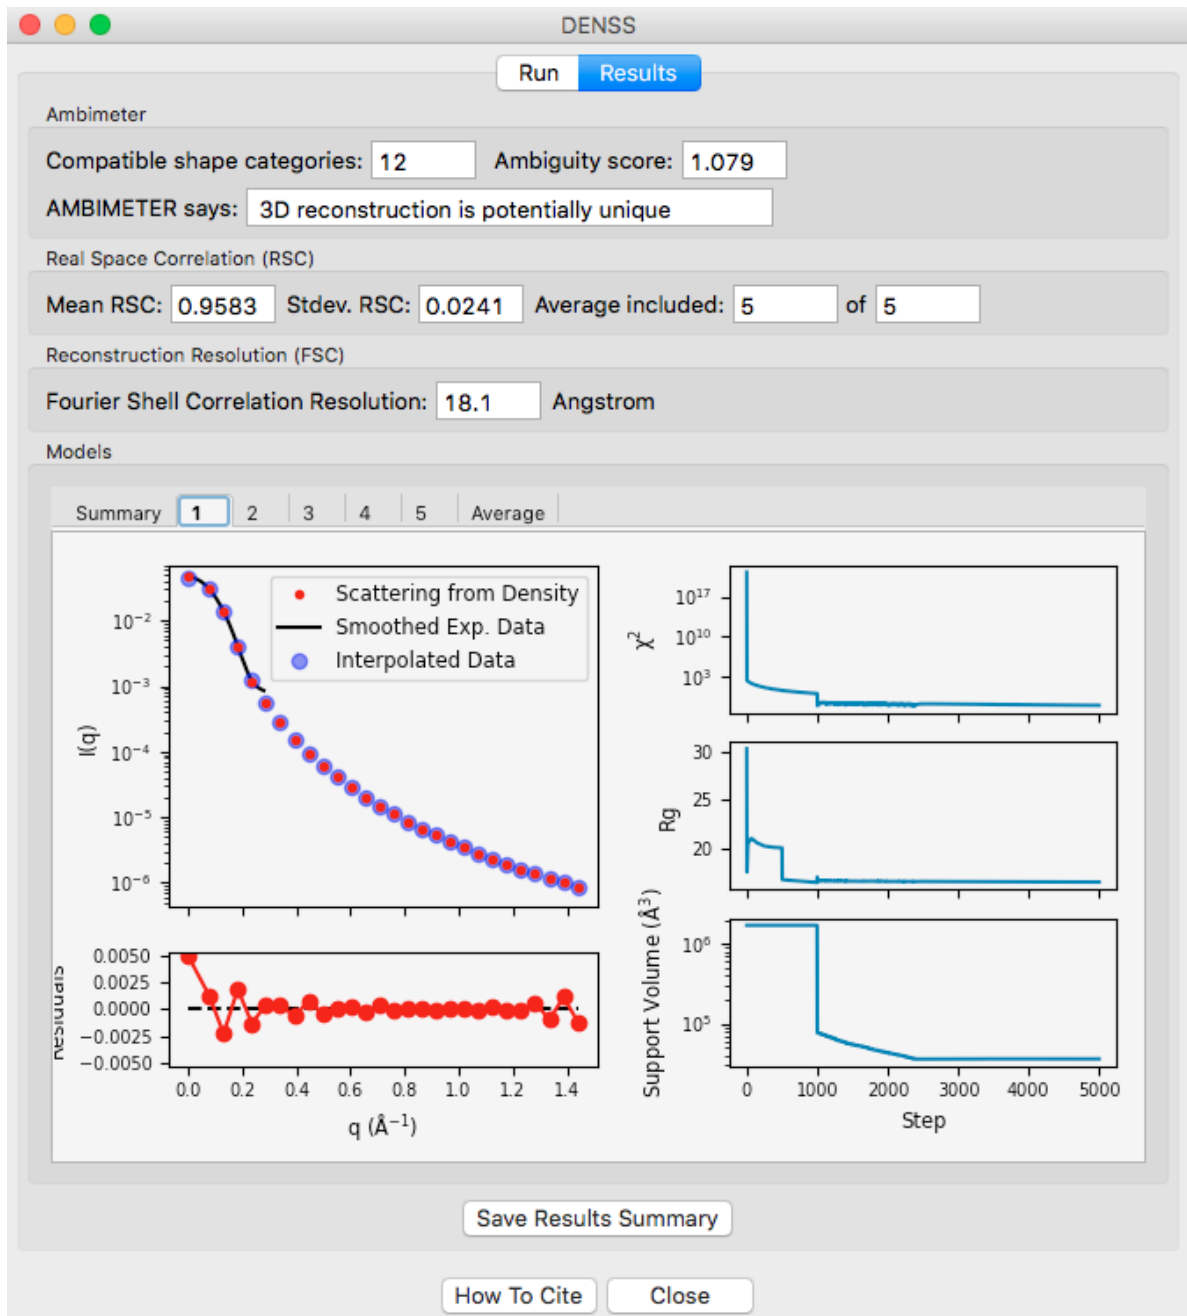 DENSS
Run Results
Ambimeter
Compatible shape categories: 12 Ambiguity score: 1.079
AMBIMETER says: 3D reconstruction is potentially unique
Real Space Correlation (RSC)
Mean RSC: 0.9583 Stdev. RSC: 0.0241 Average included: 5 of 5
Reconstruction Resolution (FSC)
Fourier Shell Correlation Resolution: 18.1 Angstrom
Models
Summary 1 2 3 4 5 Average
Scattering from Density
Smoothed Exp. Data
Interpolated Data
I(q)
10⁻²
10⁻³
10⁻⁴
10⁻⁵
10⁻⁶
Residuals
0.0050
0.0025
0.0000
−0.0025
−0.0050
0.0 0.2 0.4 0.6 0.8 1.0 1.2 1.4
q (Å⁻¹)
χ²
10¹⁷
10¹⁰
10³
Rg
30
25
20
Support Volume (Å³)
10⁶
10⁵
0 1000 2000 3000 4000 5000
Step
Save Results Summary
How To Cite Close